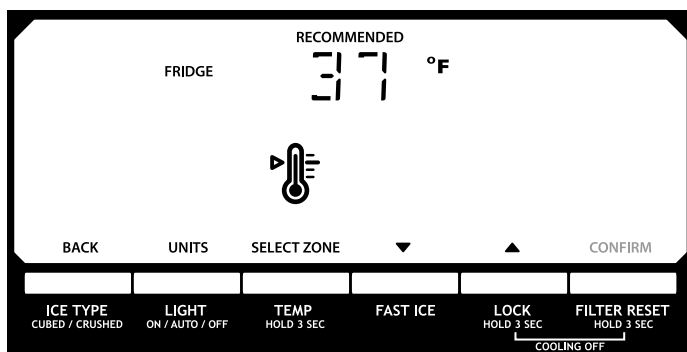 RECOMMENDED
FRIDGE 37 °F
BACK UNITS SELECT ZONE ▼ ▲ CONFIRM
ICE TYPE LIGHT TEMP FAST ICE LOCK FILTER RESET
CUBED / CRUSHED ON / AUTO / OFF HOLD 3 SEC HOLD 3 SEC HOLD 3 SEC
COOLING OFF